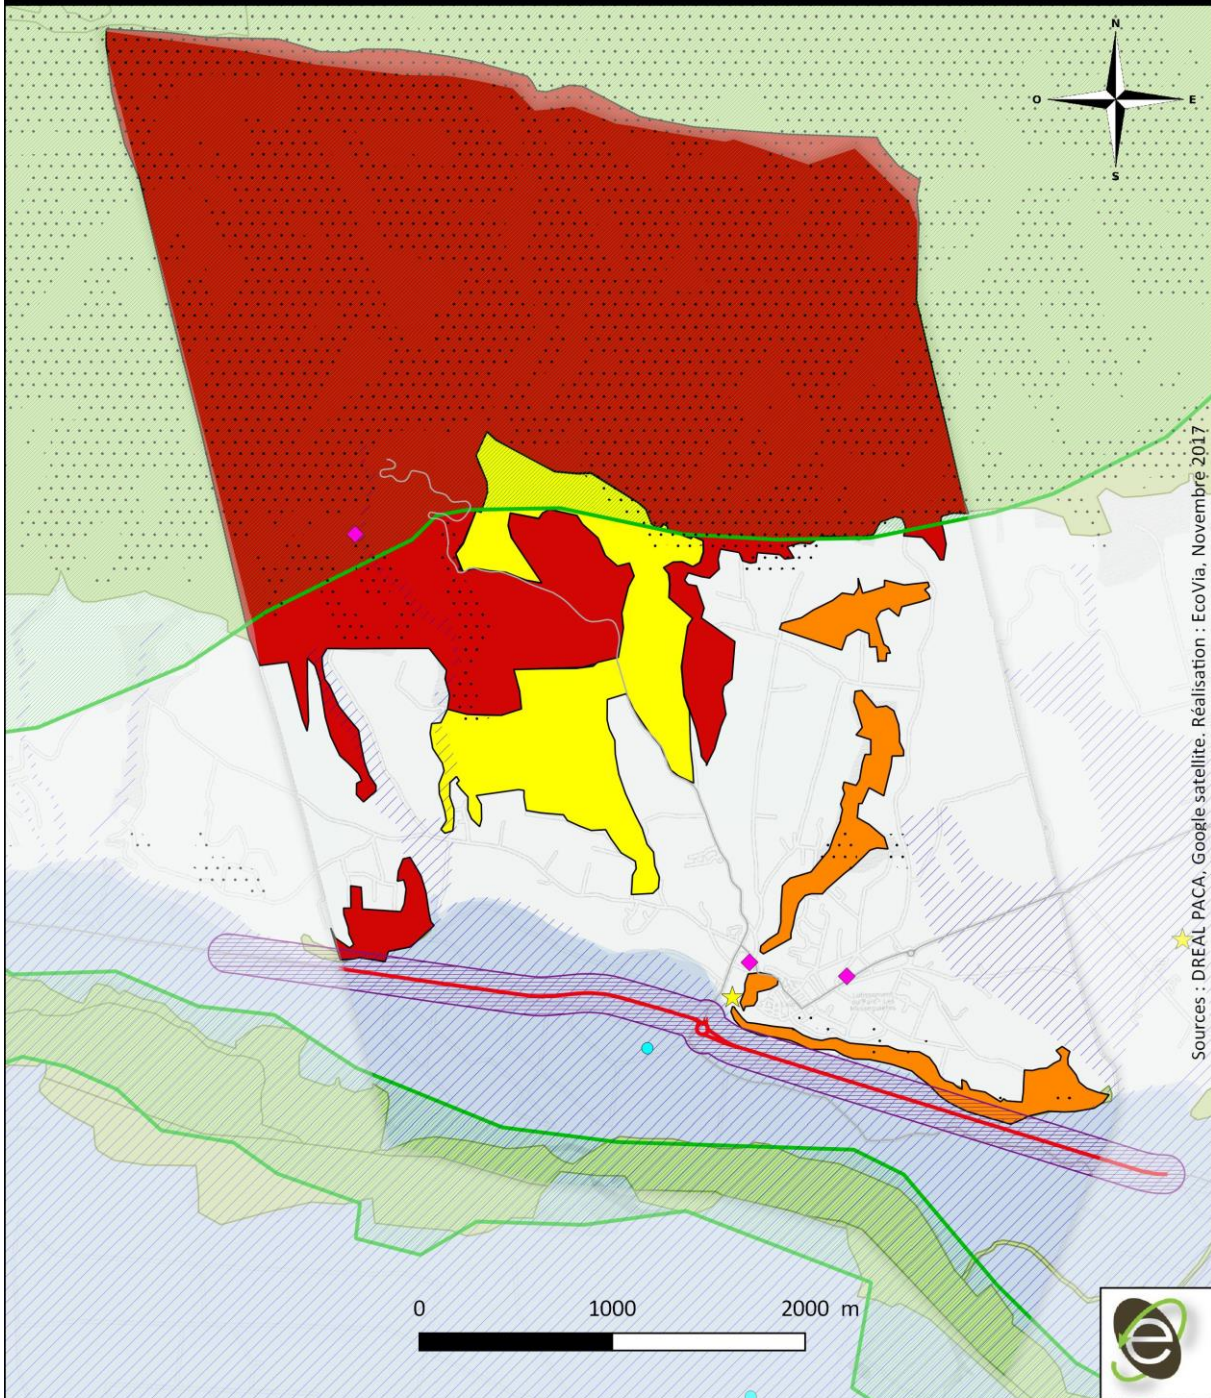 N
O E
S
Sources : DREAL PACA, Google satellite. Réalisation : EcoVia, Novembre 2017
0 1000 2000 m
e